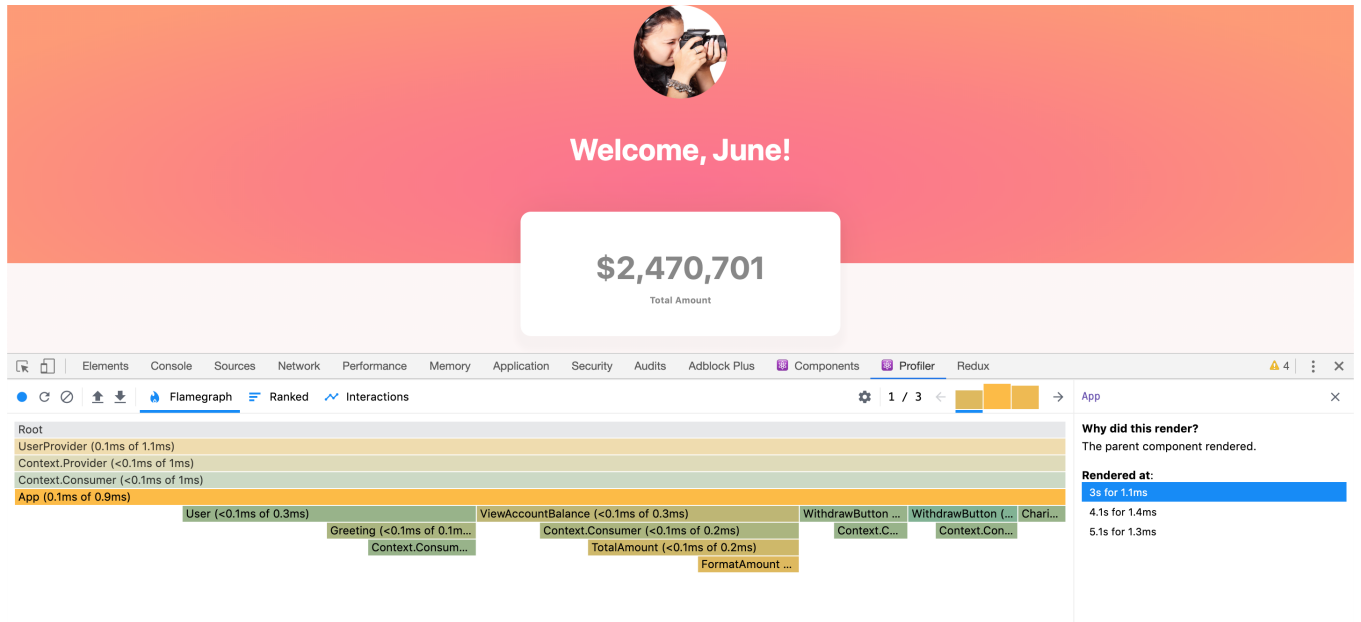 Welcome, June!
$2,470,701
Total Amount
Elements Console Sources Network Performance Memory Application Security Audits Adblock Plus Components Profiler Redux 4
Flamegraph Ranked Interactions 1 / 3 App
Root
UserProvider (0.1ms of 1.1ms)
Context.Provider (<0.1ms of 1ms)
Context.Consumer (<0.1ms of 1ms)
App (0.1ms of 0.9ms)
User (<0.1ms of 0.3ms) ViewAccountBalance (<0.1ms of 0.3ms) WithdrawButton ... WithdrawButton (... Chari...
Greeting (<0.1ms of 0.1m... Context.Consumer (<0.1ms of 0.2ms) Context.C... Context.Con...
Context.Consum... TotalAmount (<0.1ms of 0.2ms)
FormatAmount ...
Why did this render?
The parent component rendered.
Rendered at:
3s for 1.1ms
4.1s for 1.4ms
5.1s for 1.3ms